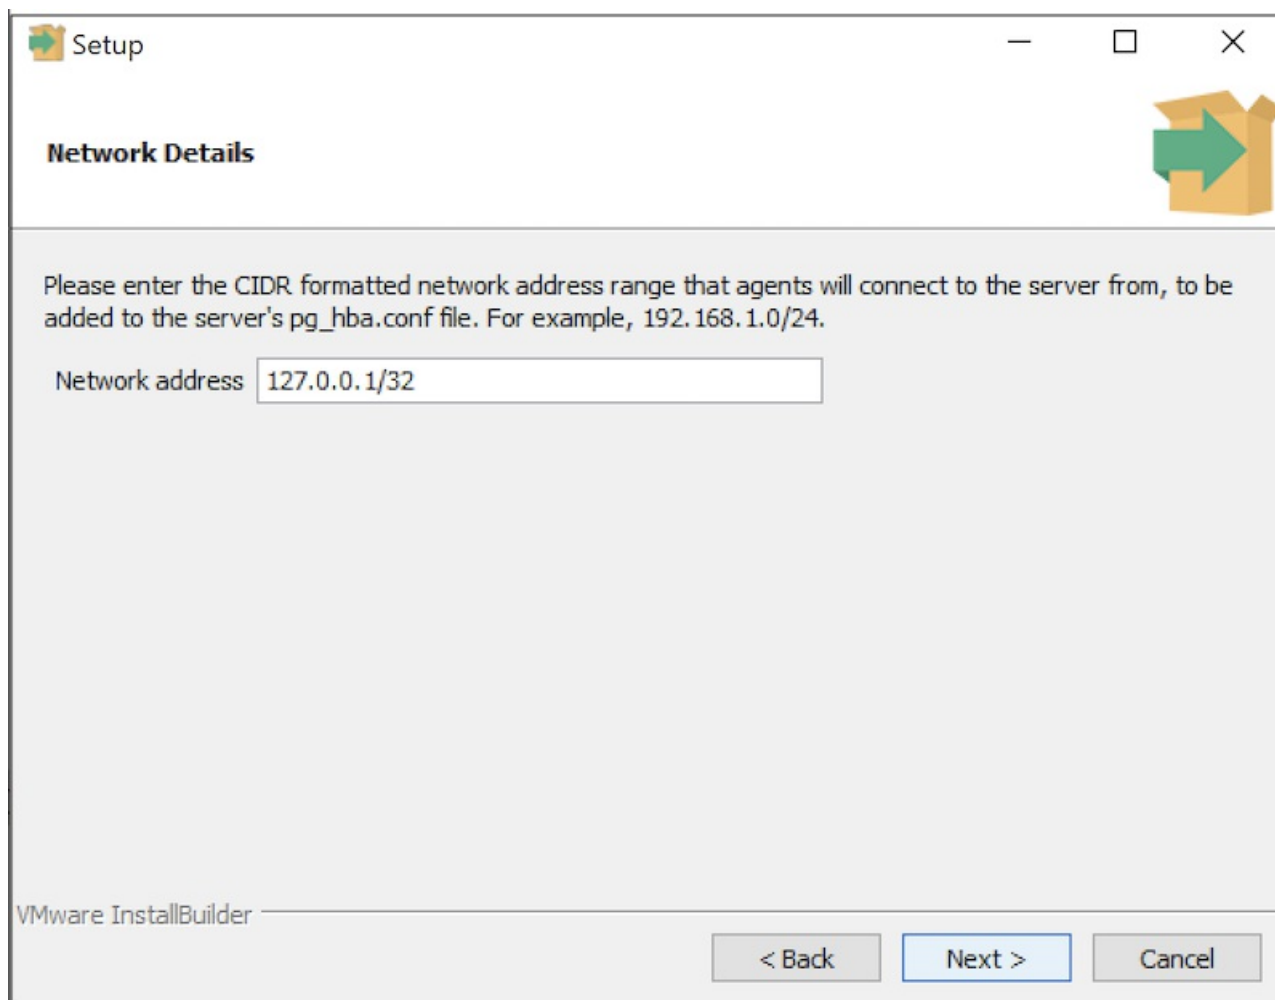 Setup
Network Details
Please enter the CIDR formatted network address range that agents will connect to the server from, to be
added to the server's pg_hba.conf file. For example, 192.168.1.0/24.
Network address 127.0.0.1/32
VMware InstallBuilder
< Back Next > Cancel